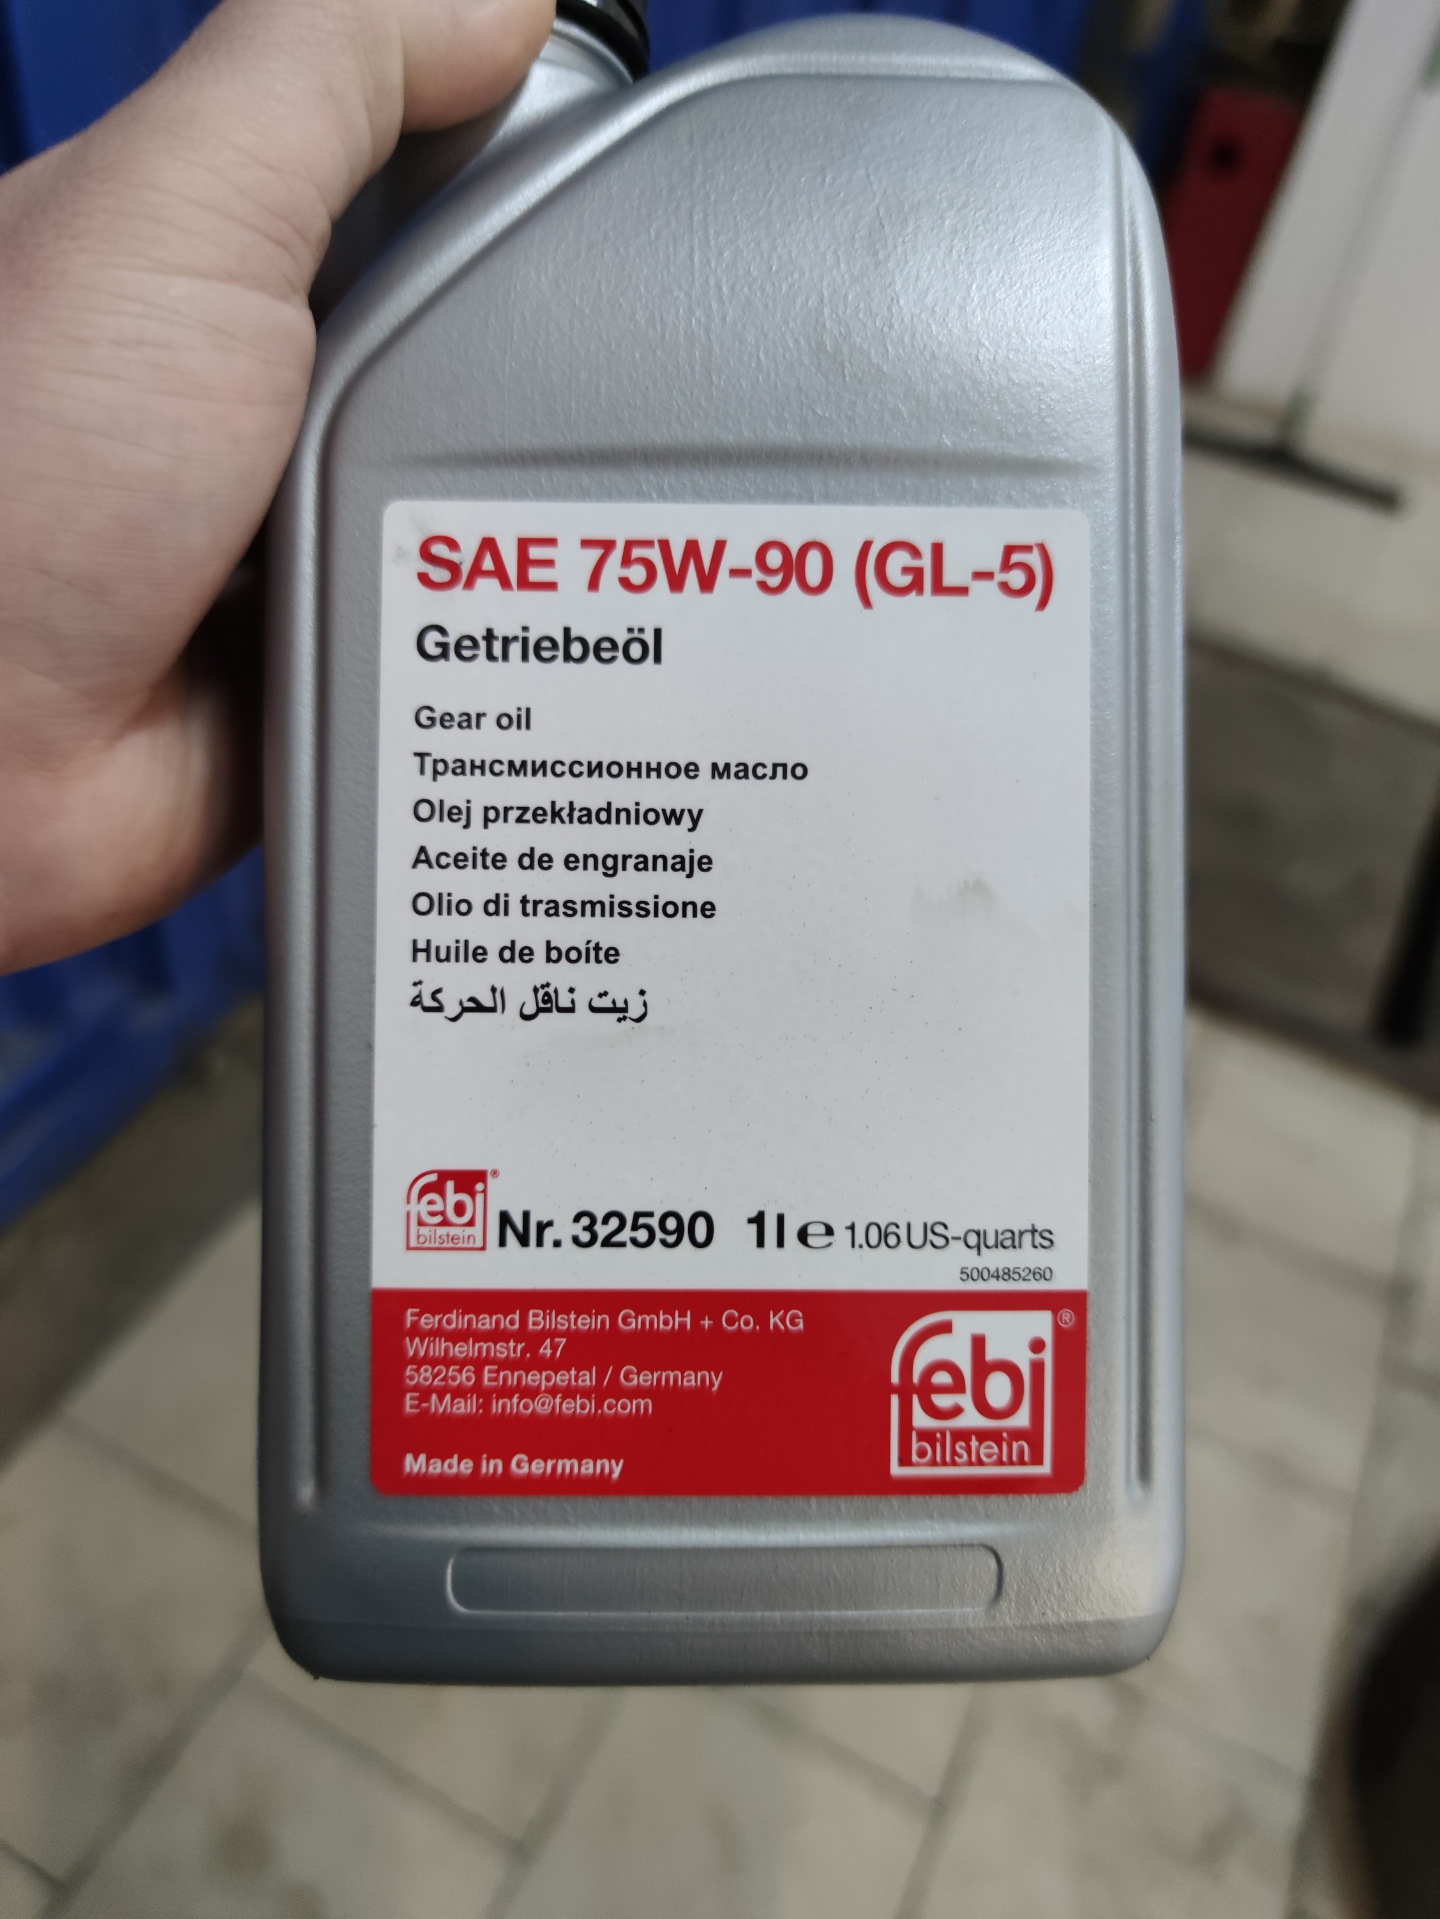 SAE 75W-90 (GL-5)
Getriebeöl
Gear oil
Трансмиссионное масло
Olej przekładniowy
Aceite de engranaje
Olio di trasmissione
Huile de boíte
زيت ناقل الحركة
febi® bilstein Nr. 32590 1l e 1.06 US-quarts
500485260
Ferdinand Bilstein GmbH + Co. KG
Wilhelmstr. 47
58256 Ennepetal / Germany
E-Mail: info@febi.com
Made in Germany
febi®
bilstein